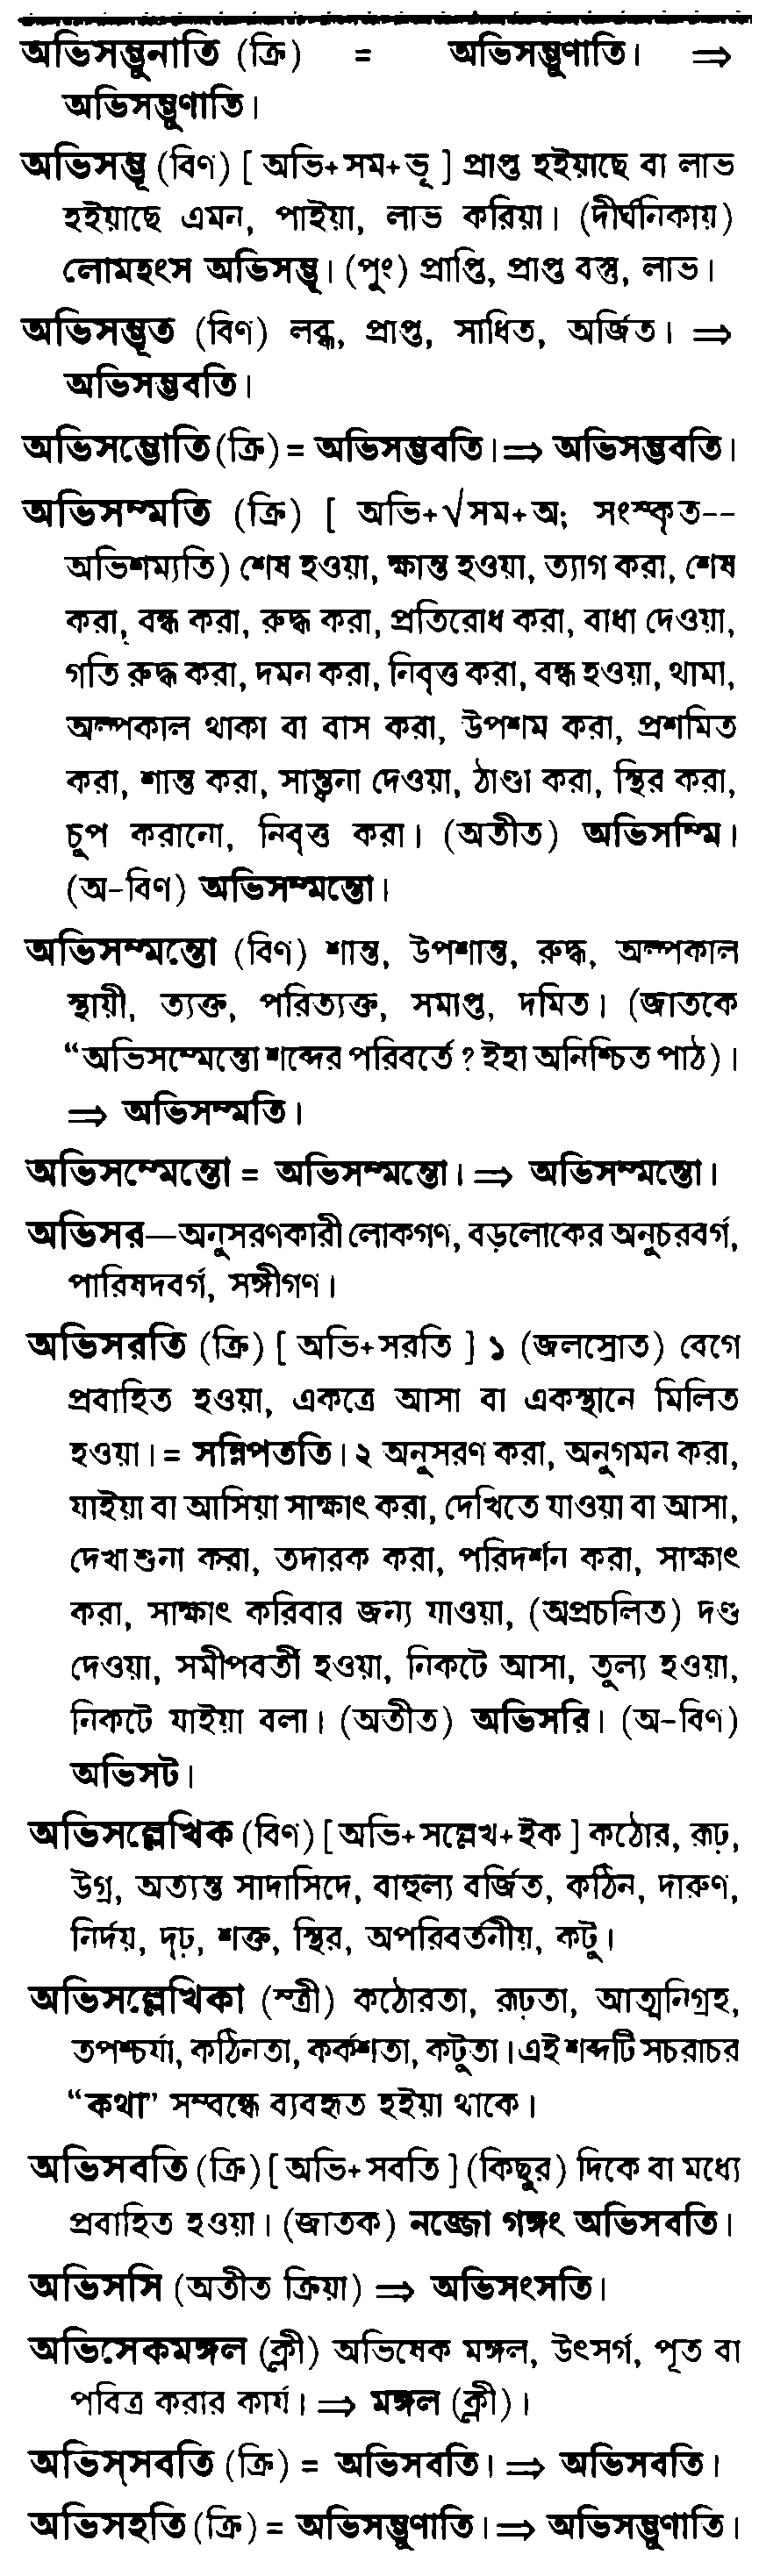 অভিসম্ভুনাতি (ক্রি) = অভিসম্ভুণাতি। ⇒
অভিসম্ভুণাতি।
অভিসম্ভূ (বিণ) [ অভি+সম+ভূ ] প্রাপ্ত হইয়াছে বা লাভ
হইয়াছে এমন, পাইয়া, লাভ করিয়া। (দীর্ঘনিকায়)
লোমহংস অভিসম্ভূ। (পুং) প্রাপ্তি, প্রাপ্ত বস্তু, লাভ।
অভিসম্ভূত (বিণ) লব্ধ, প্রাপ্ত, সাধিত, অর্জিত। ⇒
অভিসম্ভবতি।
অভিসম্ভোতি (ক্রি) = অভিসম্ভবতি। ⇒ অভিসম্ভবতি।
অভিসম্মতি (ক্রি) [ অভি+√সম+অ; সংস্কৃত--
অভিশম্যতি) শেষ হওয়া, ক্ষান্ত হওয়া, ত্যাগ করা, শেষ
করা, বন্ধ করা, রুদ্ধ করা, প্রতিরোধ করা, বাধা দেওয়া,
গতি রুদ্ধ করা, দমন করা, নিবৃত্ত করা, বন্ধ হওয়া, থামা,
অল্পকাল থাকা বা বাস করা, উপশম করা, প্রশমিত
করা, শান্ত করা, সান্ত্বনা দেওয়া, ঠাণ্ডা করা, স্থির করা,
চুপ করানো, নিবৃত্ত করা। (অতীত) অভিসম্মি।
(অ-বিণ) অভিসম্মন্তো।
অভিসম্মন্তো (বিণ) শান্ত, উপশান্ত, রুদ্ধ, অল্পকাল
স্থায়ী, ত্যক্ত, পরিত্যক্ত, সমাপ্ত, দমিত। (জাতকে
“অভিসম্মেন্তো শব্দের পরিবর্তে ? ইহা অনিশ্চিত পাঠ)।
⇒ অভিসম্মতি।
অভিসম্মেন্তো = অভিসম্মন্তো। ⇒ অভিসম্মন্তো।
অভিসর—অনুসরণকারী লোকগণ, বড়লোকের অনুচরবর্গ,
পারিষদবর্গ, সঙ্গীগণ।
অভিসরতি (ক্রি) [ অভি+সরতি ] ১ (জলস্রোত) বেগে
প্রবাহিত হওয়া, একত্রে আসা বা একস্থানে মিলিত
হওয়া। = সন্নিপততি। ২ অনুসরণ করা, অনুগমন করা,
যাইয়া বা আসিয়া সাক্ষাৎ করা, দেখিতে যাওয়া বা আসা,
দেখাশুনা করা, তদারক করা, পরিদর্শন করা, সাক্ষাৎ
করা, সাক্ষাৎ করিবার জন্য যাওয়া, (অপ্রচলিত) দণ্ড
দেওয়া, সমীপবর্তী হওয়া, নিকটে আসা, তুল্য হওয়া,
নিকটে যাইয়া বলা। (অতীত) অভিসরি। (অ-বিণ)
অভিসট।
অভিসল্লেখিক (বিণ) [ অভি+সল্লেখ+ইক ] কঠোর, রূঢ়,
উগ্র, অত্যন্ত সাদাসিদে, বাহুল্য বর্জিত, কঠিন, দারুণ,
নির্দয়, দৃঢ়, শক্ত, স্থির, অপরিবর্তনীয়, কটু।
অভিসল্লেখিকা (স্ত্রী) কঠোরতা, রূঢ়তা, আত্মনিগ্রহ,
তপশ্চর্যা, কঠিনতা, কর্কশতা, কটুতা। এই শব্দটি সচরাচর
“কথা” সম্বন্ধে ব্যবহৃত হইয়া থাকে।
অভিসবতি (ক্রি) [ অভি+সবতি ] (কিছুর) দিকে বা মধ্যে
প্রবাহিত হওয়া। (জাতক) নজ্জো গঙ্গং অভিসবতি।
অভিসসি (অতীত ক্রিয়া) ⇒ অভিসংসতি।
অভিসেকমঙ্গল (ক্লী) অভিষেক মঙ্গল, উৎসর্গ, পূত বা
পবিত্র করার কার্য। ⇒ মঙ্গল (ক্লী)।
অভিস্সবতি (ক্রি) = অভিসবতি। ⇒ অভিসবতি।
অভিসহতি (ক্রি) = অভিসম্ভুণাতি। ⇒ অভিসম্ভুণাতি।